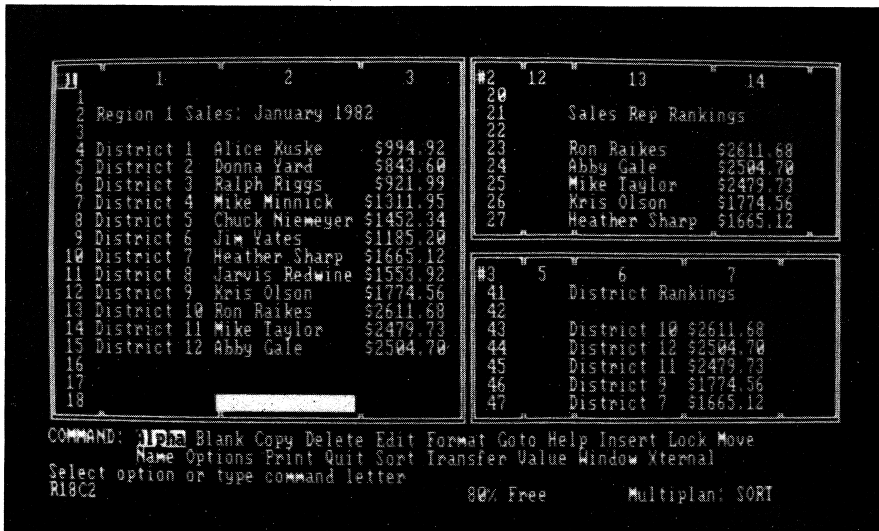 #1 1 2 3
1
2 Region 1 Sales: January 1982
3
4 District 1 Alice Kuske $994.92
5 District 2 Donna Yard $843.60
6 District 3 Ralph Riggs $921.99
7 District 4 Mike Minnick $1311.95
8 District 5 Chuck Niemeyer $1452.34
9 District 6 Jim Yates $1185.20
10 District 7 Heather Sharp $1665.12
11 District 8 Jarvis Redwine $1553.92
12 District 9 Kris Olson $1774.56
13 District 10 Ron Raikes $2611.68
14 District 11 Mike Taylor $2479.73
15 District 12 Abby Gale $2504.70
16
17
18
#2 12 13 14
20
21 Sales Rep Rankings
22
23 Ron Raikes $2611.68
24 Abby Gale $2504.70
25 Mike Taylor $2479.73
26 Kris Olson $1774.56
27 Heather Sharp $1665.12
#3 5 6 7
41 District Rankings
42
43 District 10 $2611.68
44 District 12 $2504.70
45 District 11 $2479.73
46 District 9 $1774.56
47 District 7 $1665.12
COMMAND: Alpha Blank Copy Delete Edit Format Goto Help Insert Lock Move
Name Options Print Quit Sort Transfer Value Window Xternal
Select option or type command letter
R18C2 80% Free Multiplan: SORT